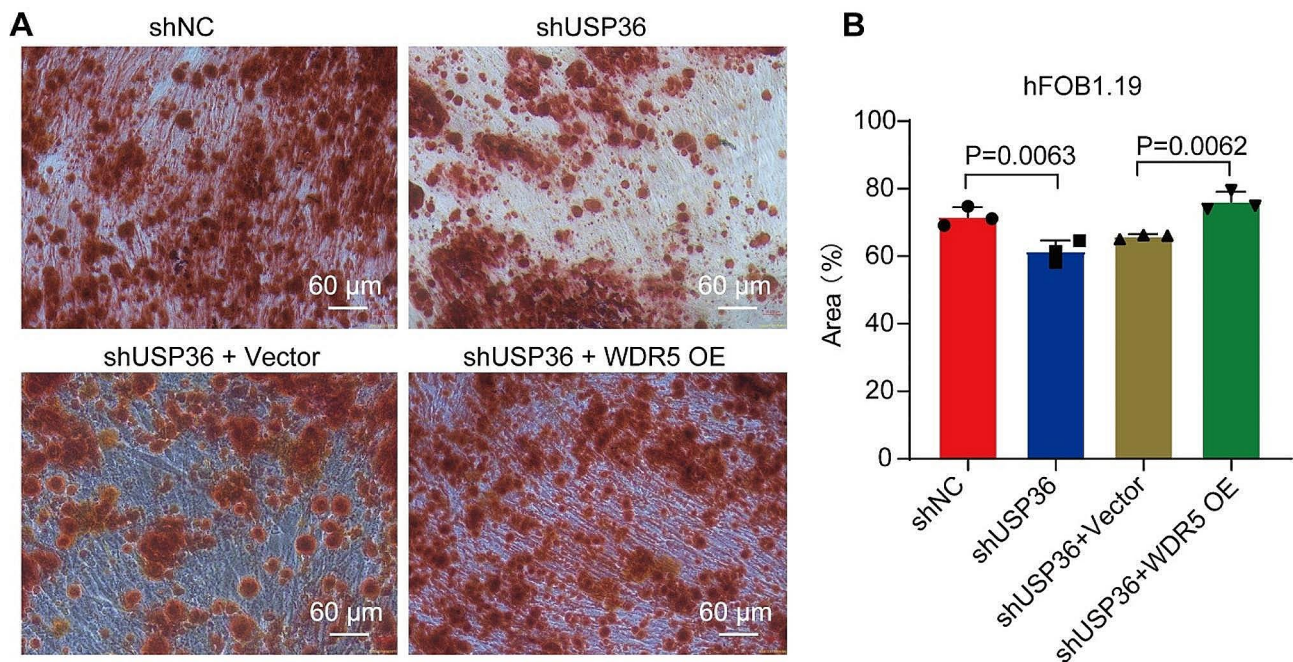 A
shNC
shUSP36
60 µm
60 µm
shUSP36 + Vector
shUSP36 + WDR5 OE
60 µm
60 µm
B
hFOB1.19
P=0.0063
P=0.0062
Area (%)
100
80
60
40
20
0
shNC
shUSP36
shUSP36+Vector
shUSP36+WDR5 OE